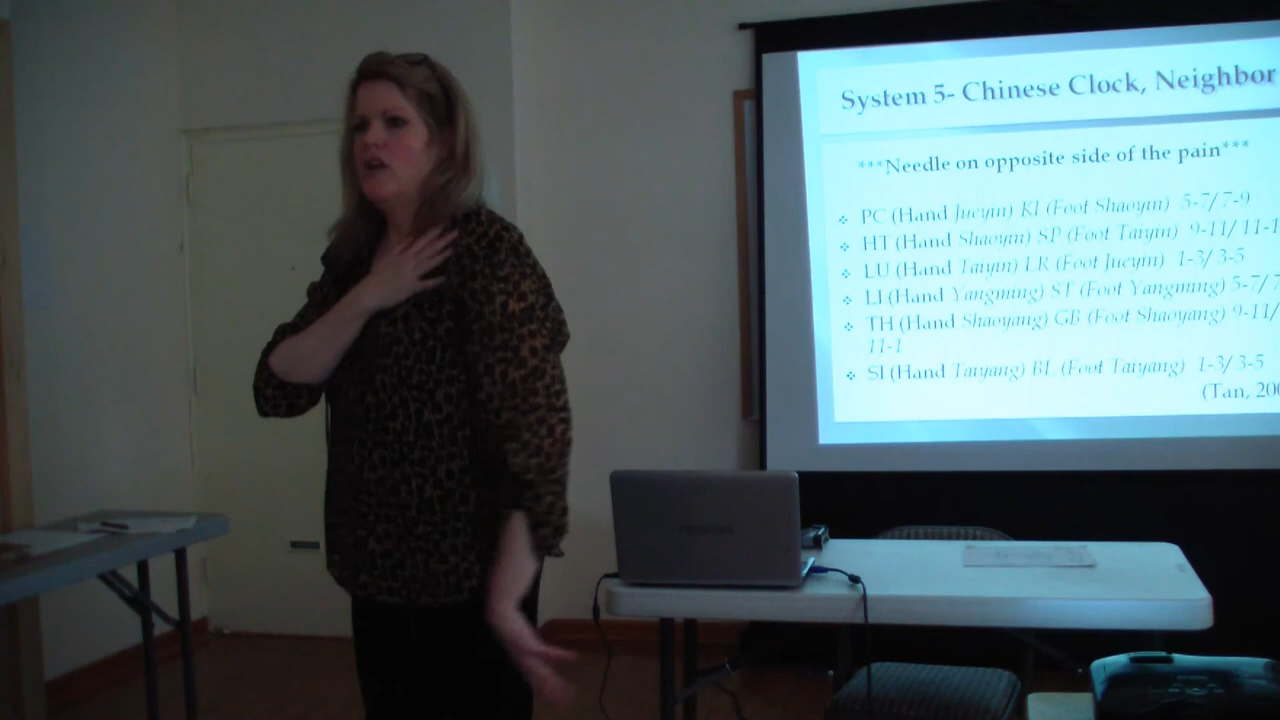 System 5- Chinese Clock, Neighbor
***Needle on opposite side of the pain***
PC (Hand Jueyin) KI (Foot Shaoyin) 5-7/7-9
HT (Hand Shaoyin) SP (Foot Taiyin) 9-11/11-1
LU (Hand Taiyin) LR (Foot Jueyin) 1-3/3-5
LI (Hand Yangming) ST (Foot Yangming) 5-7/7
TH (Hand Shaoyang) GB (Foot Shaoyang) 9-11/
11-1
SI (Hand Taiyang) BL (Foot Taiyang) 1-3/3-5
(Tan, 200